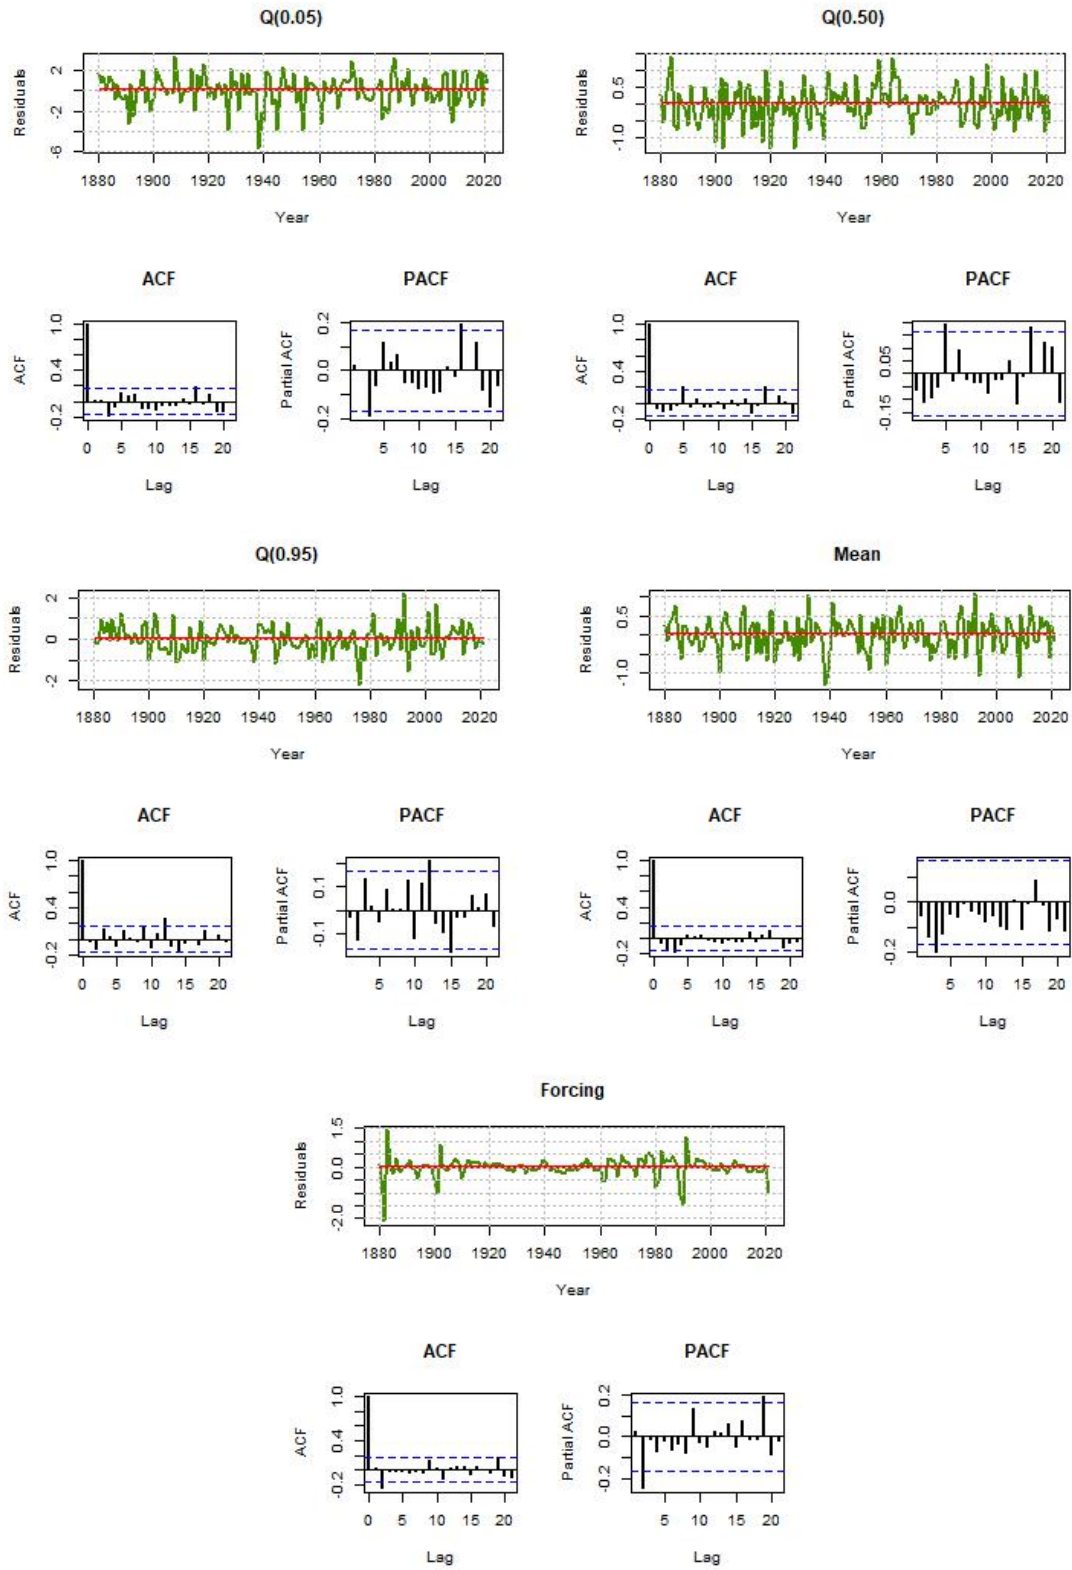 Q(0.05)
Residuals
2
-2
-6
1880 1900 1920 1940 1960 1980 2000 2020
Year
ACF
ACF
1.0
0.4
-0.2
0 5 10 15 20
Lag
PACF
Partial ACF
0.2
0.0
-0.2
5 10 15 20
Lag
Q(0.50)
Residuals
0.5
-1.0
1880 1900 1920 1940 1960 1980 2000 2020
Year
ACF
ACF
1.0
0.4
-0.2
0 5 10 15 20
Lag
PACF
Partial ACF
0.05
-0.15
5 10 15 20
Lag
Q(0.95)
Residuals
2
0
-2
1880 1900 1920 1940 1960 1980 2000 2020
Year
ACF
ACF
1.0
0.4
-0.2
0 5 10 15 20
Lag
PACF
Partial ACF
0.1
-0.1
5 10 15 20
Lag
Mean
Residuals
0.5
-1.0
1880 1900 1920 1940 1960 1980 2000 2020
Year
ACF
ACF
1.0
0.4
-0.2
0 5 10 15 20
Lag
PACF
Partial ACF
0.0
-0.2
5 10 15 20
Lag
Forcing
Residuals
1.5
0.0
-2.0
1880 1900 1920 1940 1960 1980 2000 2020
Year
ACF
ACF
1.0
0.4
-0.2
0 5 10 15 20
Lag
PACF
Partial ACF
0.2
0.0
-0.2
5 10 15 20
Lag